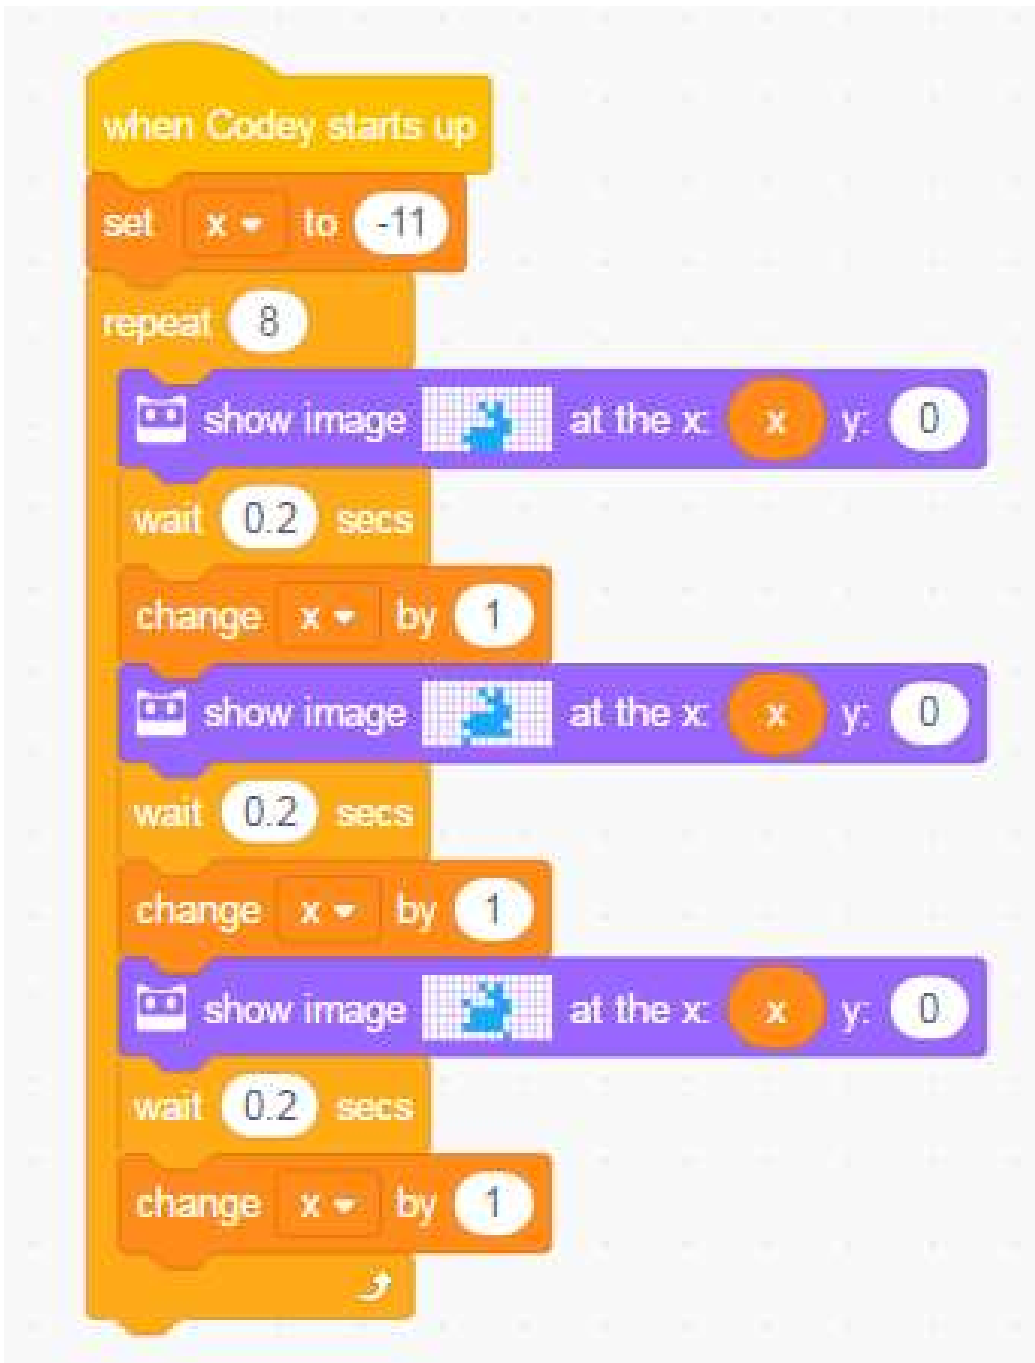 when Codey starts up
set x to -11
repeat 8
show image at the x: x y: 0
wait 0.2 secs
change x by 1
show image at the x: x y: 0
wait 0.2 secs
change x by 1
show image at the x: x y: 0
wait 0.2 secs
change x by 1